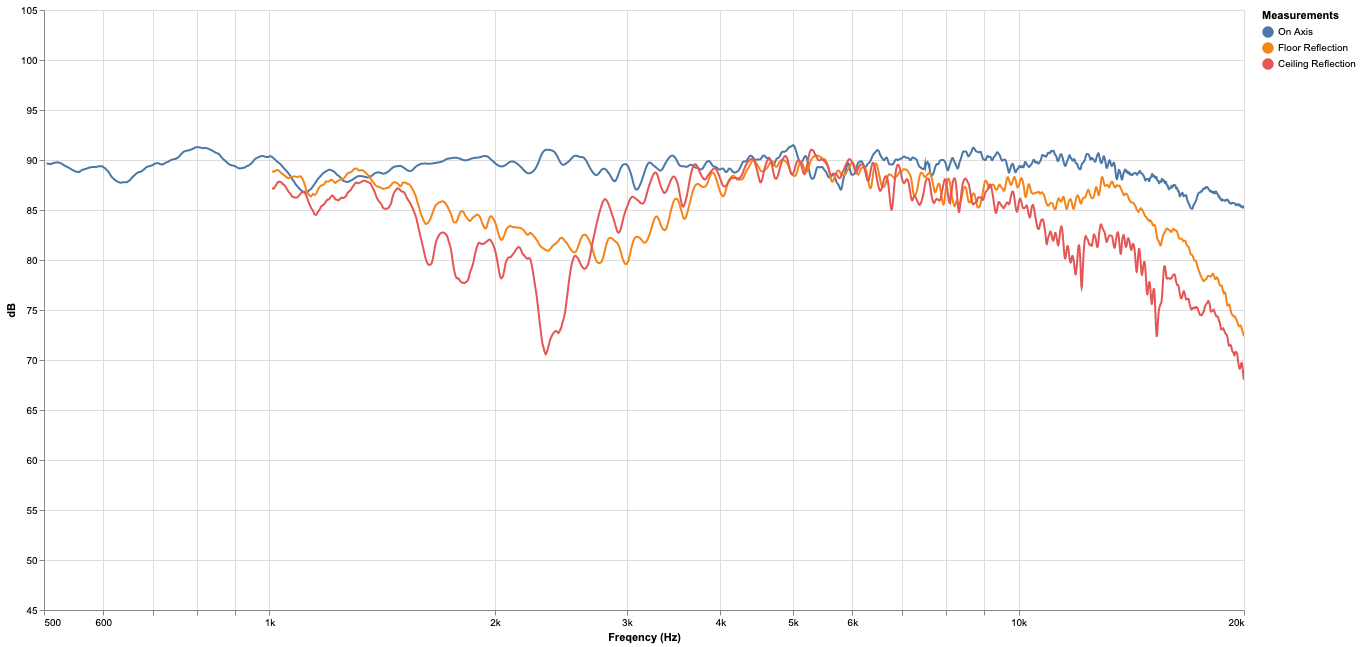 Measurements
On Axis
Floor Reflection
Ceiling Reflection
105
100
95
90
85
80
75
70
65
60
55
50
45
dB
500 600 1k 2k 3k 4k 5k 6k 10k 20k
Freqency (Hz)